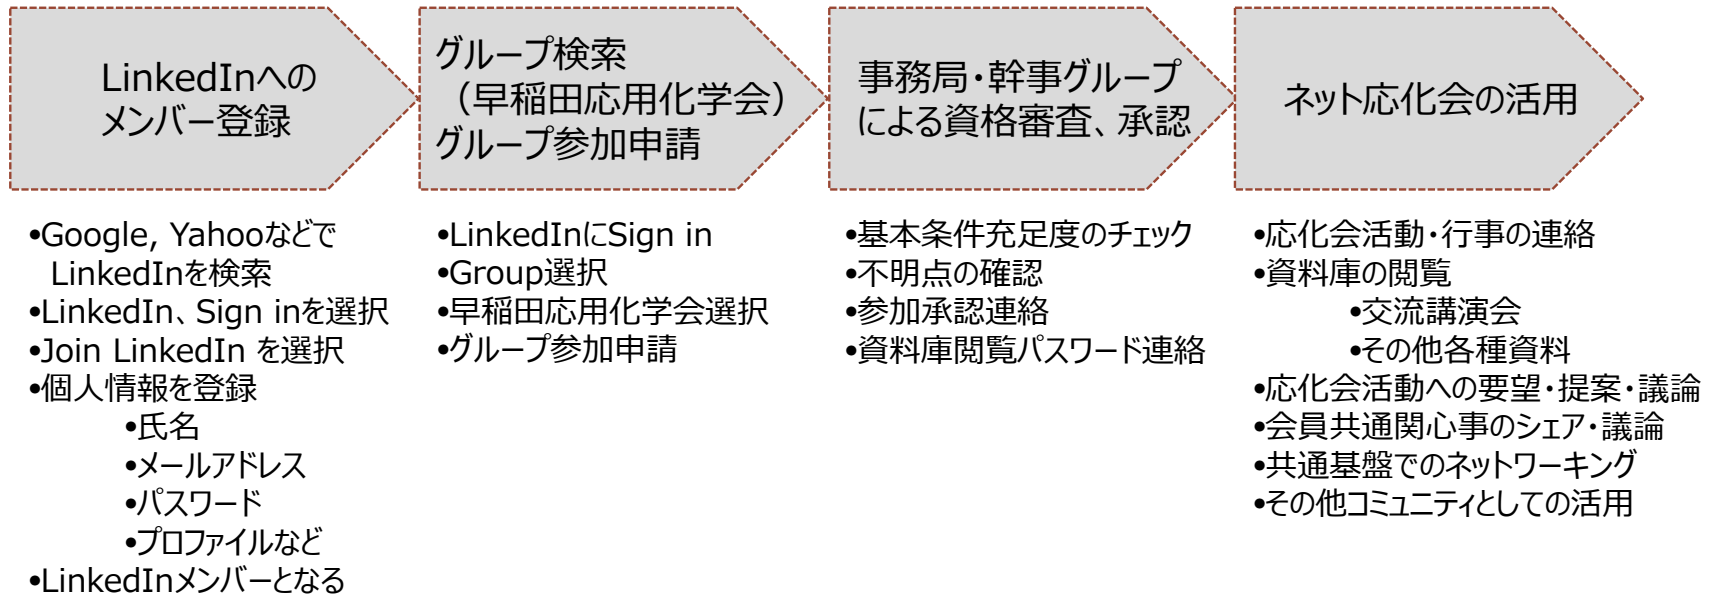 LinkedInへの
メンバー登録
グループ検索
（早稲田応用化学会）
グループ参加申請
事務局・幹事グループ
による資格審査、承認
ネット応化会の活用
•Google, Yahooなどで
LinkedInを検索
•LinkedIn、Sign inを選択
•Join LinkedIn を選択
•個人情報を登録
•氏名
•メールアドレス
•パスワード
•プロファイルなど
•LinkedInメンバーとなる
•LinkedInにSign in
•Group選択
•早稲田応用化学会選択
•グループ参加申請
•基本条件充足度のチェック
•不明点の確認
•参加承認連絡
•資料庫閲覧パスワード連絡
•応化会活動・行事の連絡
•資料庫の閲覧
•交流講演会
•その他各種資料
•応化会活動への要望・提案・議論
•会員共通関心事のシェア・議論
•共通基盤でのネットワーキング
•その他コミュニティとしての活用